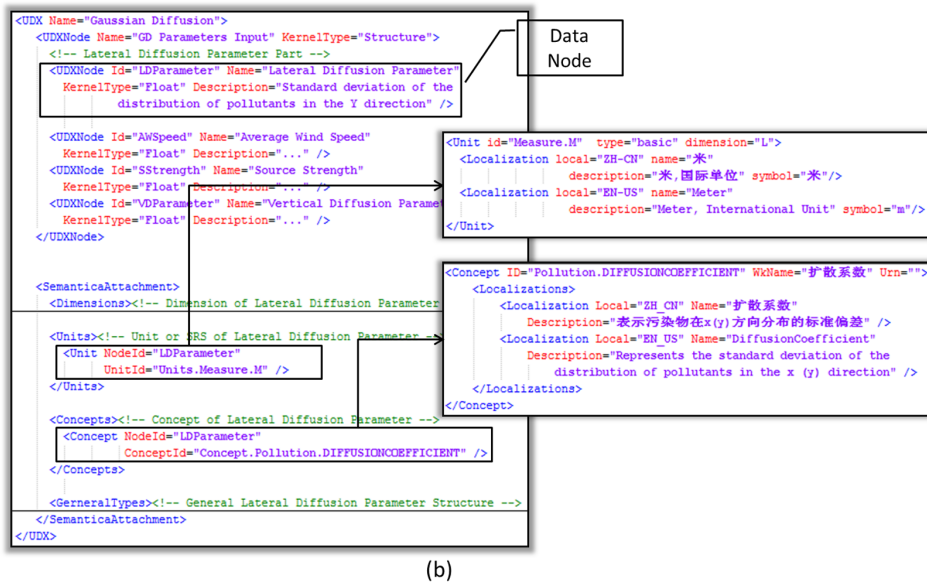 <UDX Name="Gaussian Diffusion">
<UDXNode Name="GD Parameters Input" KernelType="Structure">
<!-- Lateral Diffusion Parameter Part -->
<UDXNode Id="LDParameter" Name="Lateral Diffusion Parameter"
KernelType="Float" Description="Standard deviation of the
distribution of pollutants in the Y direction" />
<UDXNode Id="AWSpeed" Name="Average Wind Speed"
KernelType="Float" Description="..." />
<UDXNode Id="SStrength" Name="Source Strength"
KernelType="Float" Description="..." />
<UDXNode Id="VDParameter" Name="Vertical Diffusion Paramet
KernelType="Float" Description="..." />
</UDXNode>
<SemanticaAttachment>
<Dimensions><!-- Dimension of Lateral Diffusion Parameter
<Units><!-- Unit or SRS of Lateral Diffusion Parameter -->
<Unit NodeId="LDParameter"
UnitId="Units.Measure.M" />
</Units>
<Concepts><!-- Concept of Lateral Diffusion Parameter -->
<Concept NodeId="LDParameter"
ConceptId="Concept.Pollution.DIFFUSIONCOEFFICIENT" />
</Concepts>
<GerneralTypes><!-- General Lateral Diffusion Parameter Structure -->
</SemanticaAttachment>
</UDX>
Data
Node
<Unit id="Measure.M" type="basic" dimension="L">
<Localization local="ZH-CN" name="米"
description="米,国际单位" symbol="米"/>
<Localization local="EN-US" name="Meter"
description="Meter, International Unit" symbol="m"/>
</Unit>
<Concept ID="Pollution.DIFFUSIONCOEFFICIENT" WkName="扩散系数" Urn="">
<Localizations>
<Localization Local="ZH_CN" Name="扩散系数"
Description="表示污染物在x(y)方向分布的标准偏差" />
<Localization Local="EN_US" Name="DiffusionCoefficient"
Description="Represents the standard deviation of the
distribution of pollutants in the x (y) direction" />
</Localizations>
</Concept>
(b)